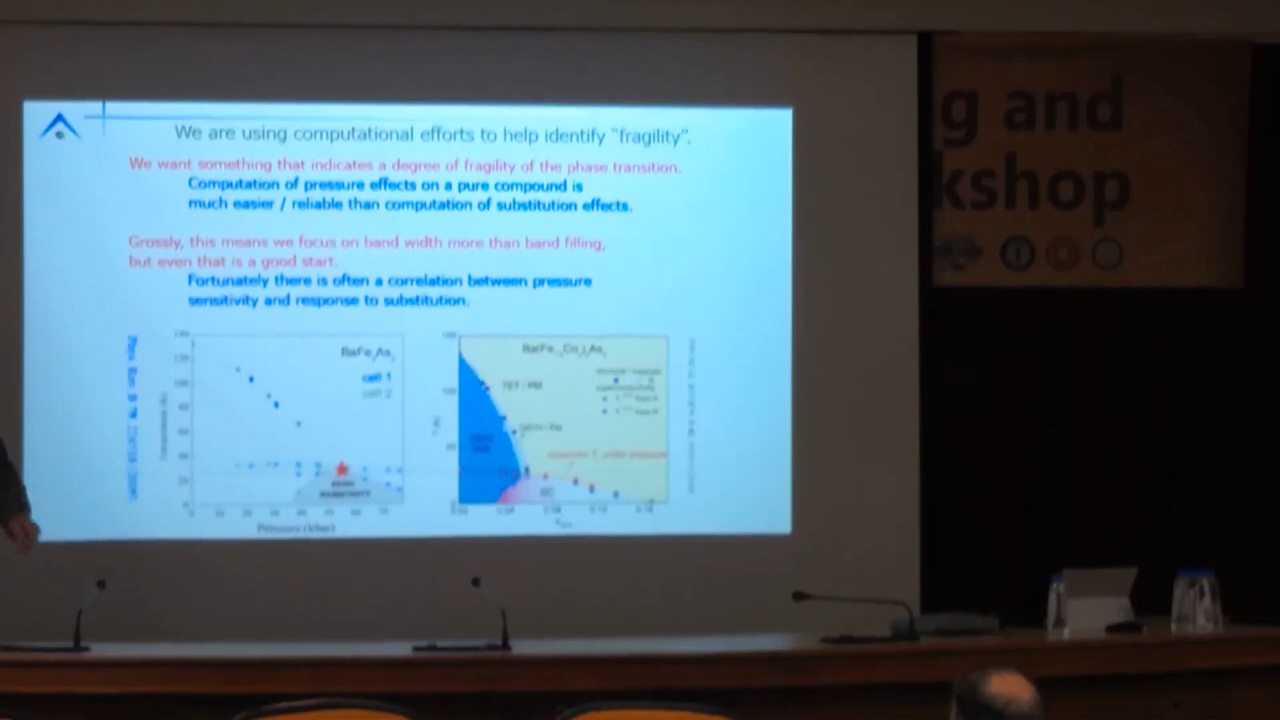 We are using computational efforts to help identify “fragility”.
We want something that indicates a degree of fragility of the phase transition.
Computation of pressure effects on a pure compound is
much easier / reliable than computation of substitution effects.
Grossly, this means we focus on band width more than band filling,
but even that is a good start.
Fortunately there is often a correlation between pressure
sensitivity and response to substitution.
BaFe2As2
cell 1
cell 2
Pressure (kbar)
TET / PM
SC
g and
kshop